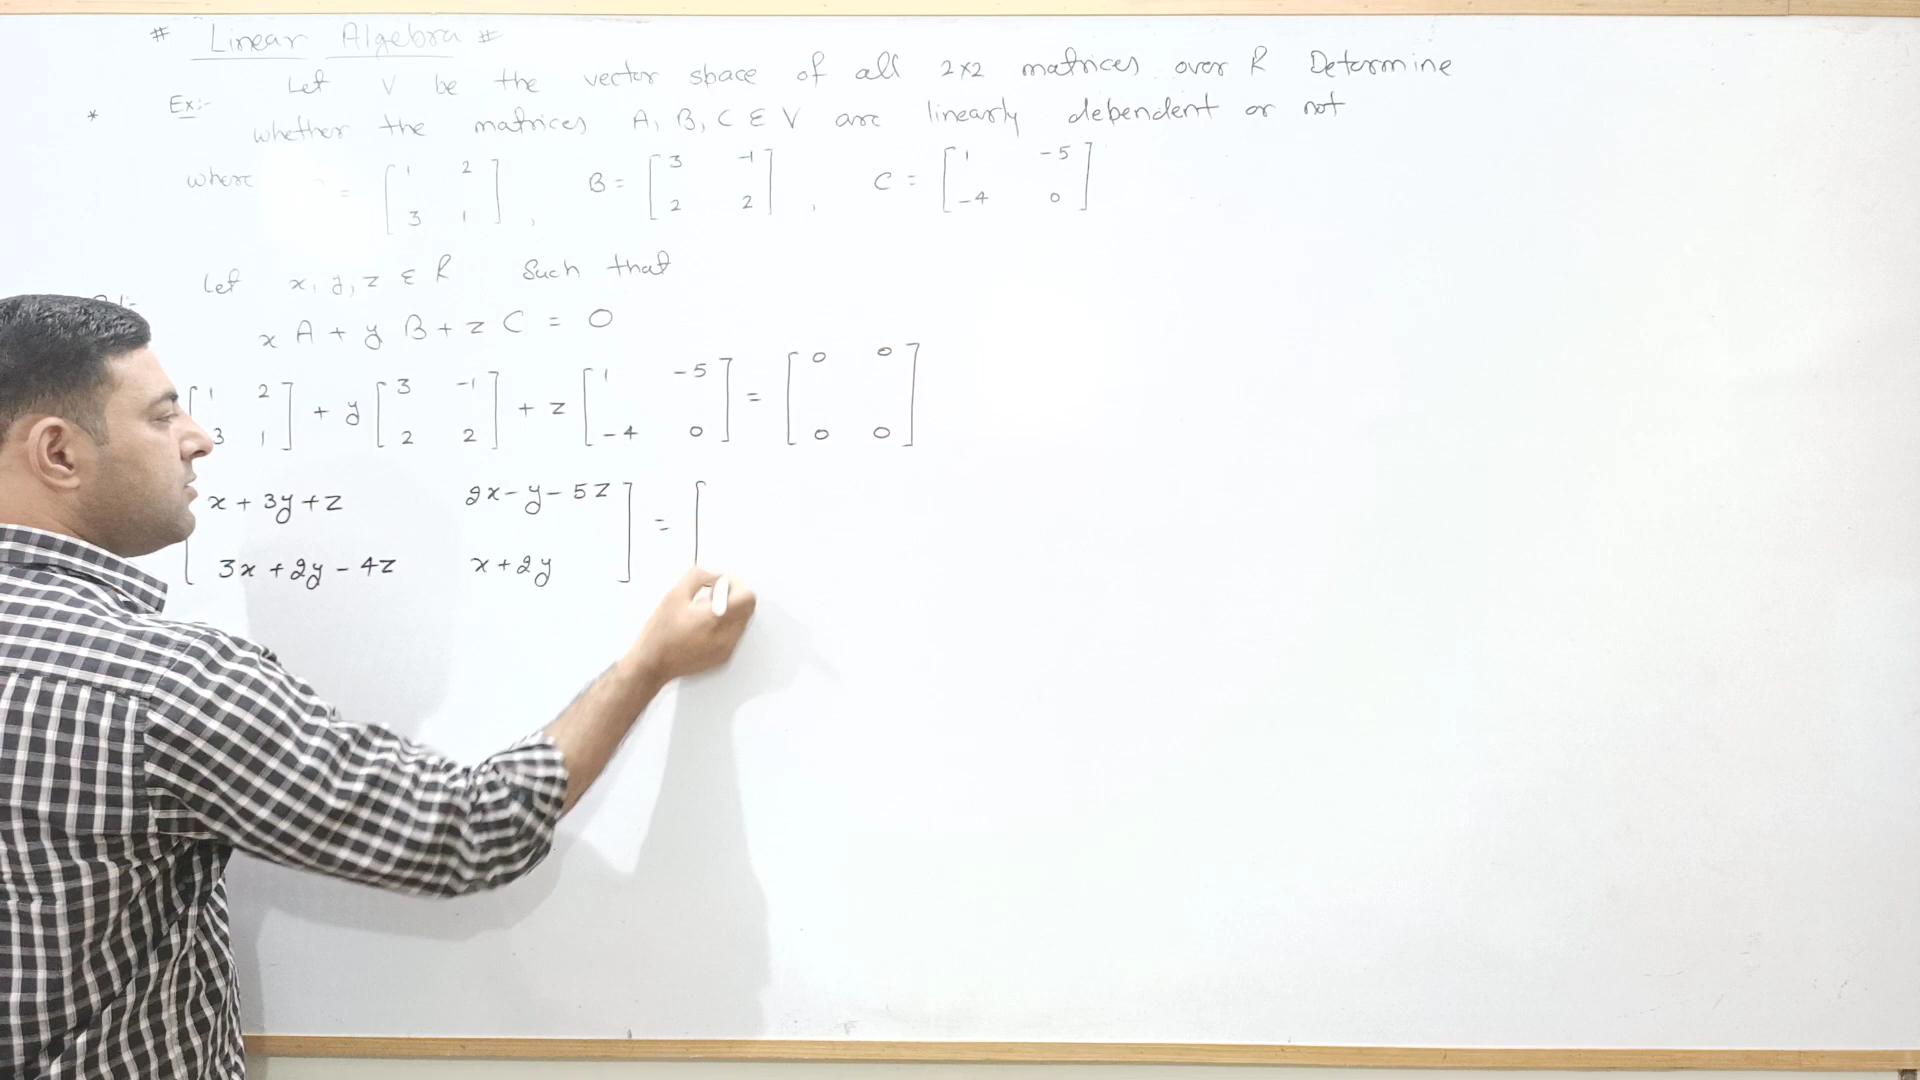 # Linear Algebra #
* Ex:- Let V be the vector space of all 2x2 matrices over R Determine
whether the matrices A, B, C ∈ V are linearly dependent or not
where = [ 1 2 3 1 ] , B = [ 3 -1 2 2 ] , C = [ 1 -5 -4 0 ]
Let x, y, z ∈ R Such that
x A + y B + z C = 0
[ 1 2 3 1 ] + y [ 3 -1 2 2 ] + z [ 1 -5 -4 0 ] = [ 0 0 0 0 ]
x + 3y + z 2x - y - 5z ] = [
[ 3x + 2y - 4z x + 2y